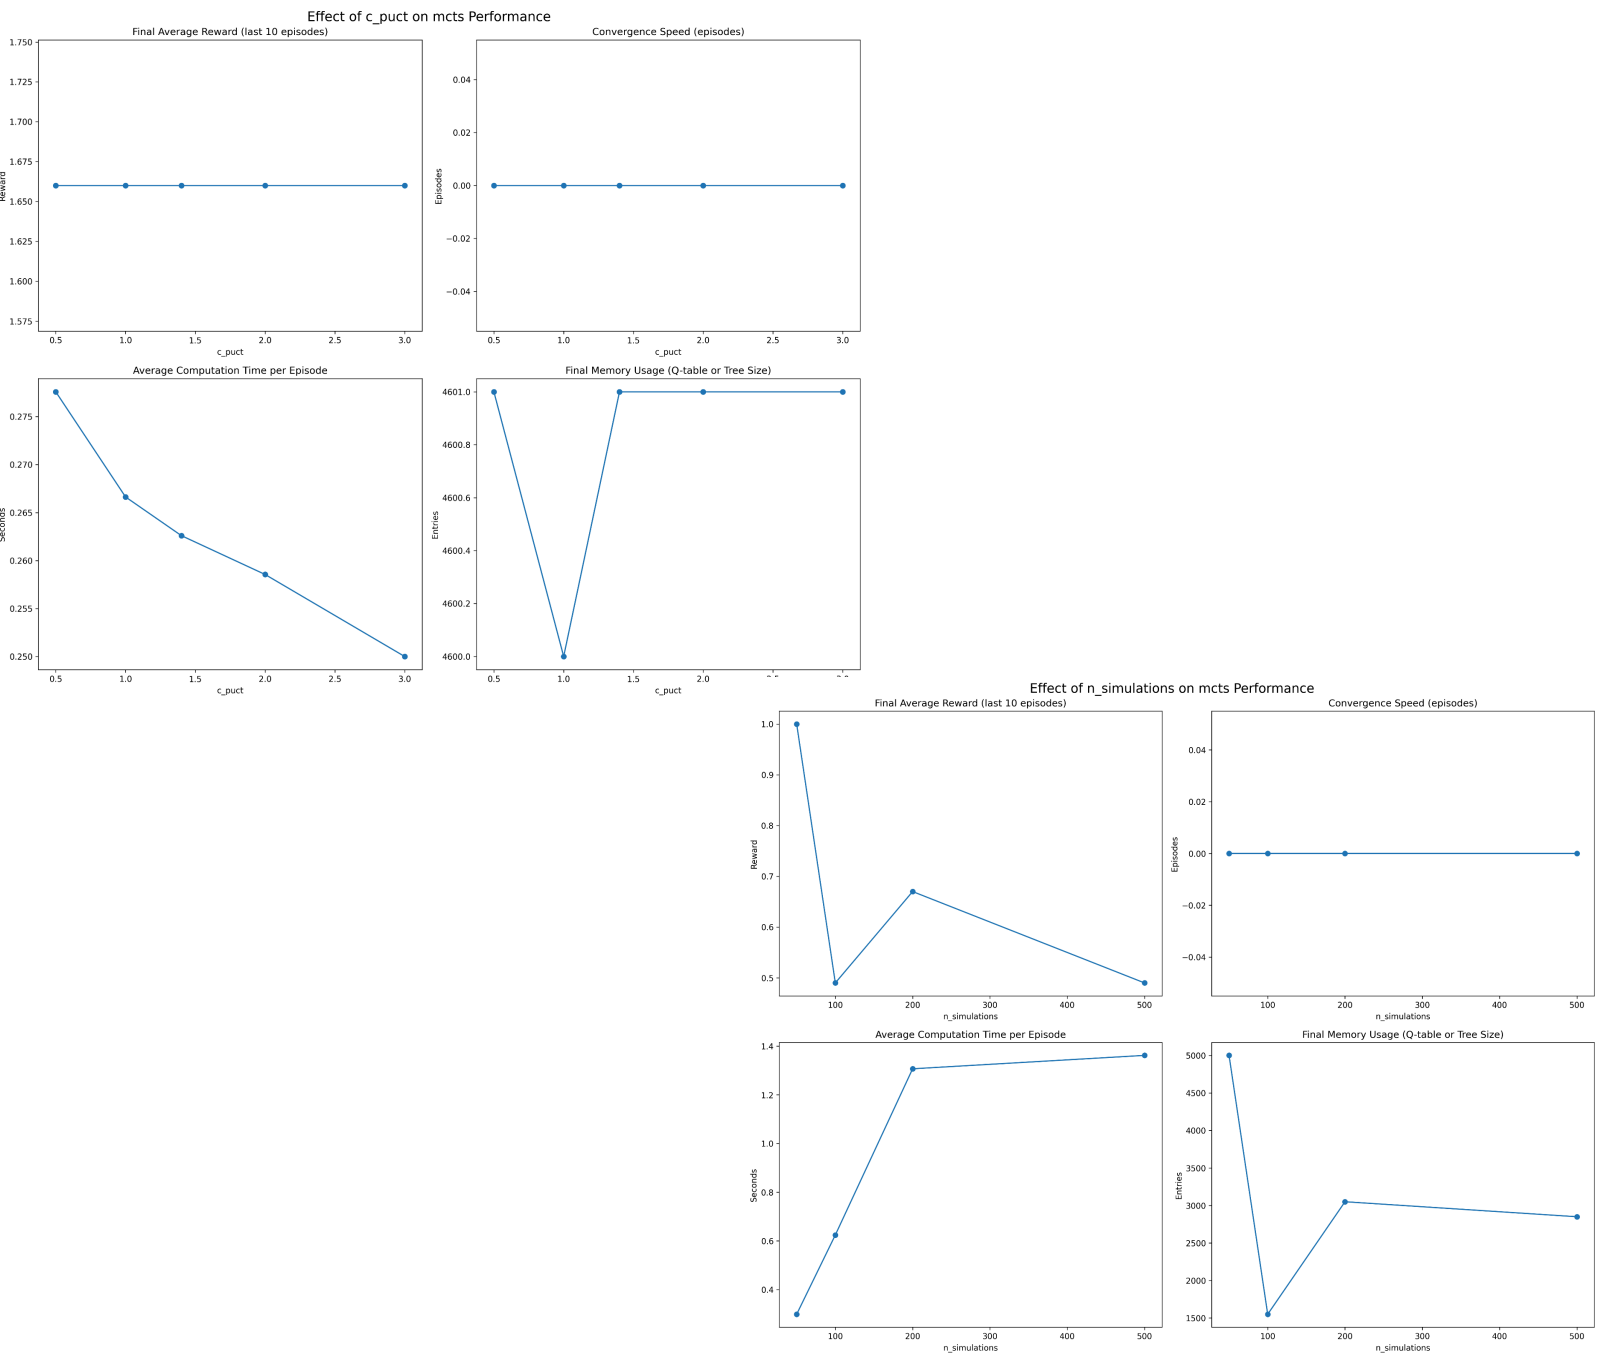 Effect of c_puct on mcts Performance
Final Average Reward (last 10 episodes)
1.750
1.725
1.700
1.675
1.650
1.625
1.600
1.575
Reward
0.5 1.0 1.5 2.0 2.5 3.0
c_puct
Convergence Speed (episodes)
0.04
0.02
0.00
−0.02
−0.04
Episodes
0.5 1.0 1.5 2.0 2.5 3.0
c_puct
Average Computation Time per Episode
0.275
0.270
0.265
0.260
0.255
0.250
Seconds
0.5 1.0 1.5 2.0 2.5 3.0
c_puct
Final Memory Usage (Q-table or Tree Size)
4601.0
4600.8
4600.6
4600.4
4600.2
4600.0
Entries
0.5 1.0 1.5 2.0
c_puct
Effect of n_simulations on mcts Performance
Final Average Reward (last 10 episodes)
1.0
0.9
0.8
0.7
0.6
0.5
Reward
100 200 300 400 500
n_simulations
Convergence Speed (episodes)
0.04
0.02
0.00
−0.02
−0.04
Episodes
100 200 300 400 500
n_simulations
Average Computation Time per Episode
1.4
1.2
1.0
0.8
0.6
0.4
Seconds
100 200 300 400 500
n_simulations
Final Memory Usage (Q-table or Tree Size)
5000
4500
4000
3500
3000
2500
2000
1500
Entries
100 200 300 400 500
n_simulations